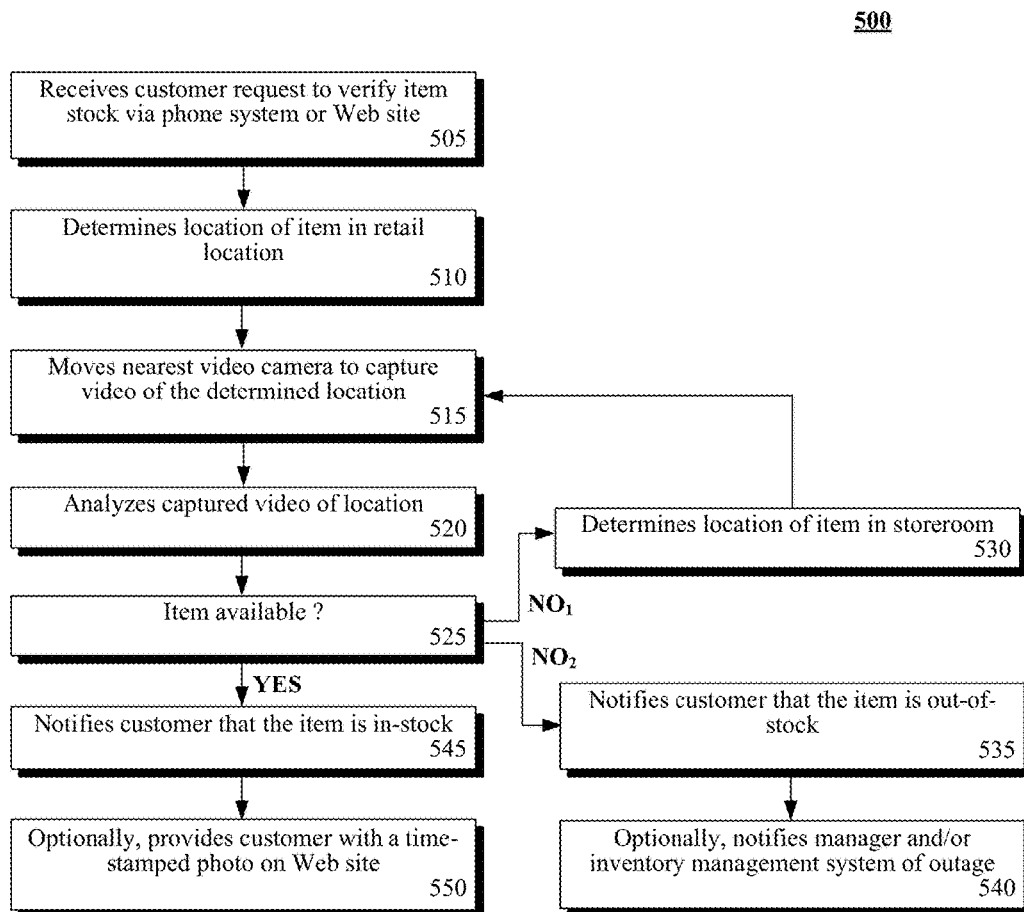 500
Receives customer request to verify item
stock via phone system or Web site
505
Determines location of item in retail
location
510
Moves nearest video camera to capture
video of the determined location
515
Analyzes captured video of location
520
Determines location of item in storeroom
530
Item available ?
525
NO₁
NO₂
YES
Notifies customer that the item is in-stock
545
Notifies customer that the item is out-of-
stock
535
Optionally, provides customer with a time-
stamped photo on Web site
550
Optionally, notifies manager and/or
inventory management system of outage
540